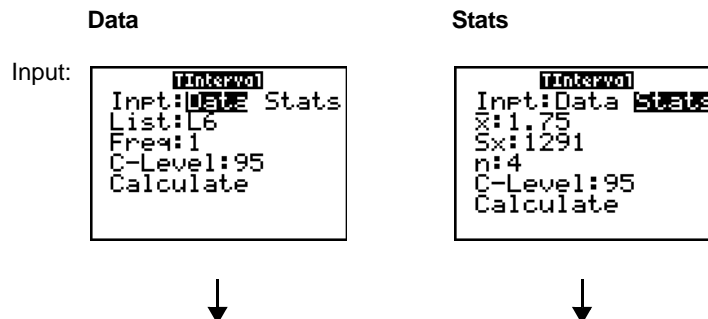 Data Stats
Input:
TInterval
Inpt:Data Stats
List:L6
Freq:1
C-Level:95
Calculate
TInterval
Inpt:Data Stats
x̄:1.75
Sx:1291
n:4
C-Level:95
Calculate